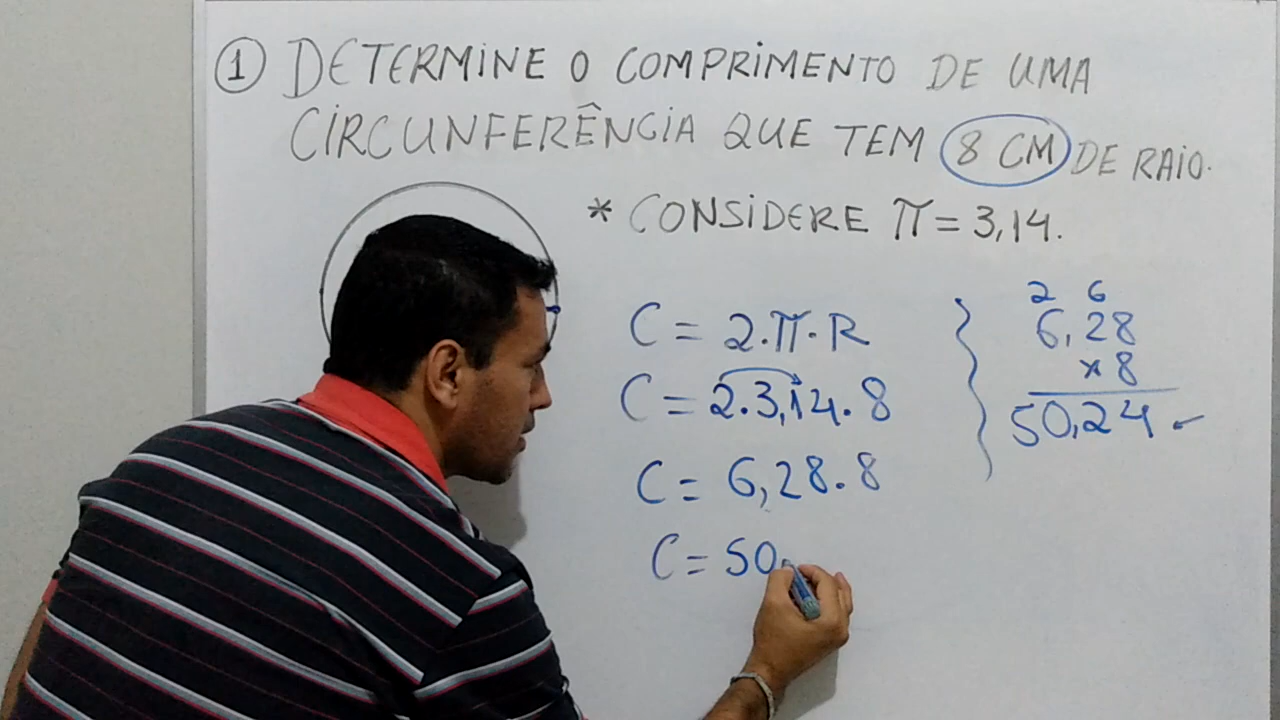 1 DETERMINE O COMPRIMENTO DE UMA
CIRCUNFERÊNCIA QUE TEM 8 CM DE RAIO.
* CONSIDERE π = 3,14.
C = 2.π.R
C = 2.3,14.8
C = 6,28.8
C = 50,
2 6
6,28
x 8
50,24